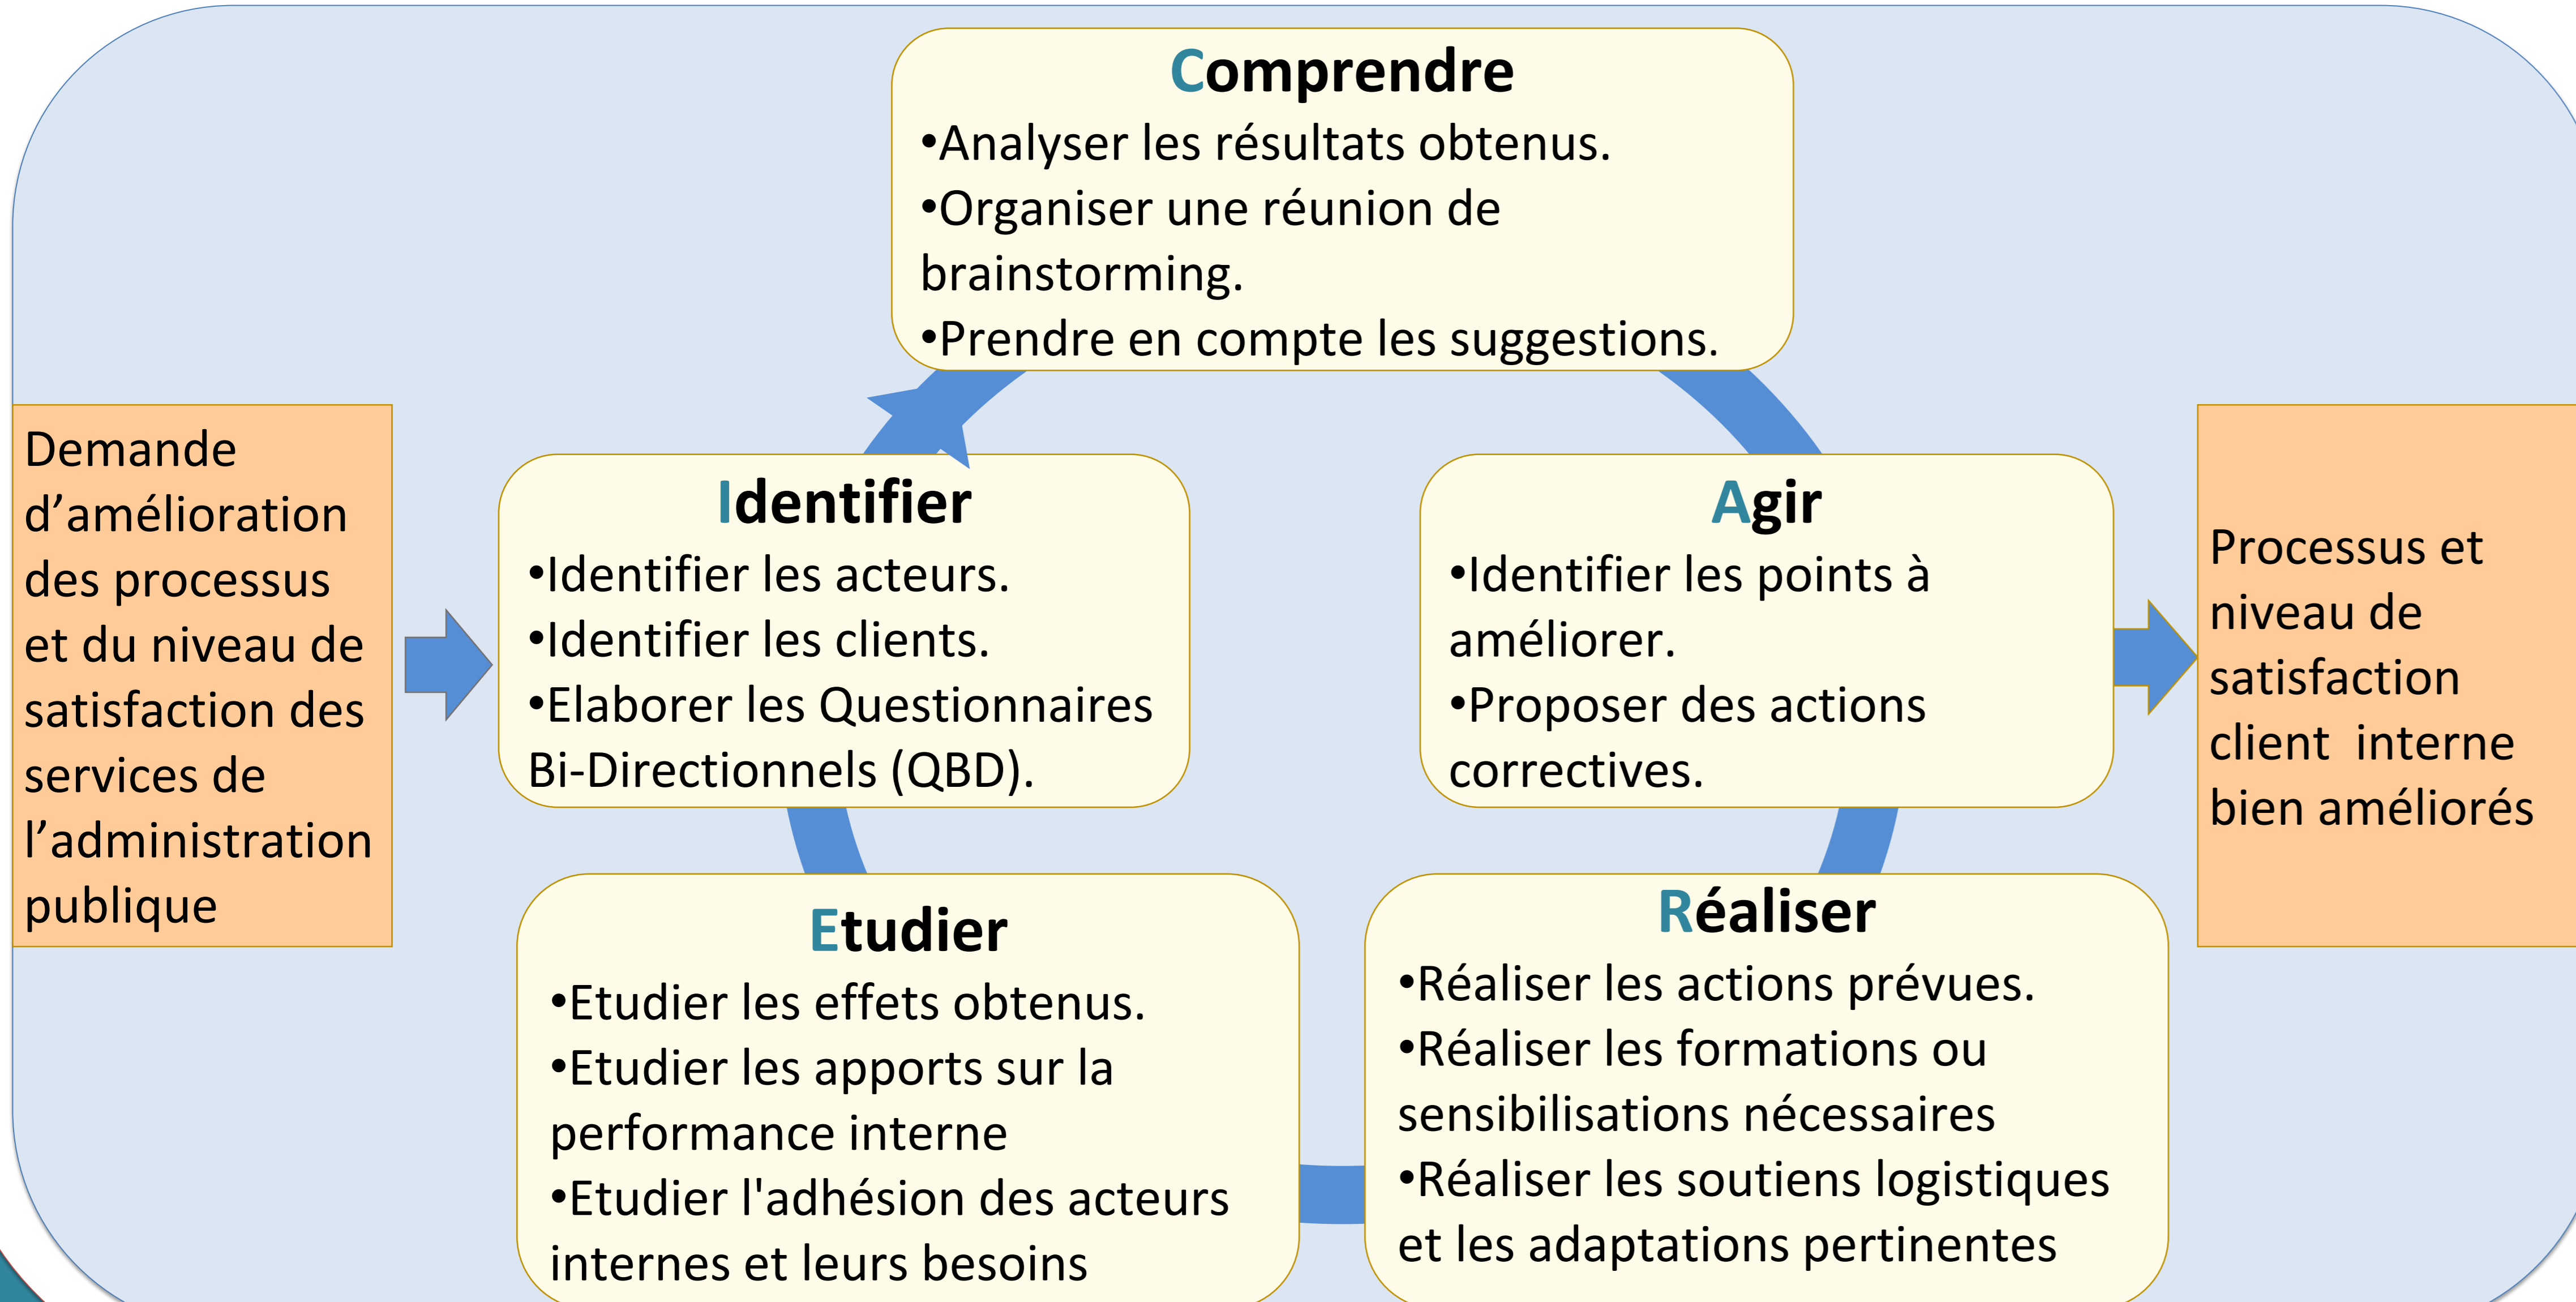 Comprendre
•Analyser les résultats obtenus.
•Organiser une réunion de
brainstorming.
•Prendre en compte les suggestions.
Demande
d’amélioration
des processus
et du niveau de
satisfaction des
services de
l’administration
publique
Identifier
•Identifier les acteurs.
•Identifier les clients.
•Elaborer les Questionnaires
Bi-Directionnels (QBD).
Agir
•Identifier les points à
améliorer.
•Proposer des actions
correctives.
Processus et
niveau de
satisfaction
client interne
bien améliorés
Etudier
•Etudier les effets obtenus.
•Etudier les apports sur la
performance interne
•Etudier l'adhésion des acteurs
internes et leurs besoins
Réaliser
•Réaliser les actions prévues.
•Réaliser les formations ou
sensibilisations nécessaires
•Réaliser les soutiens logistiques
et les adaptations pertinentes